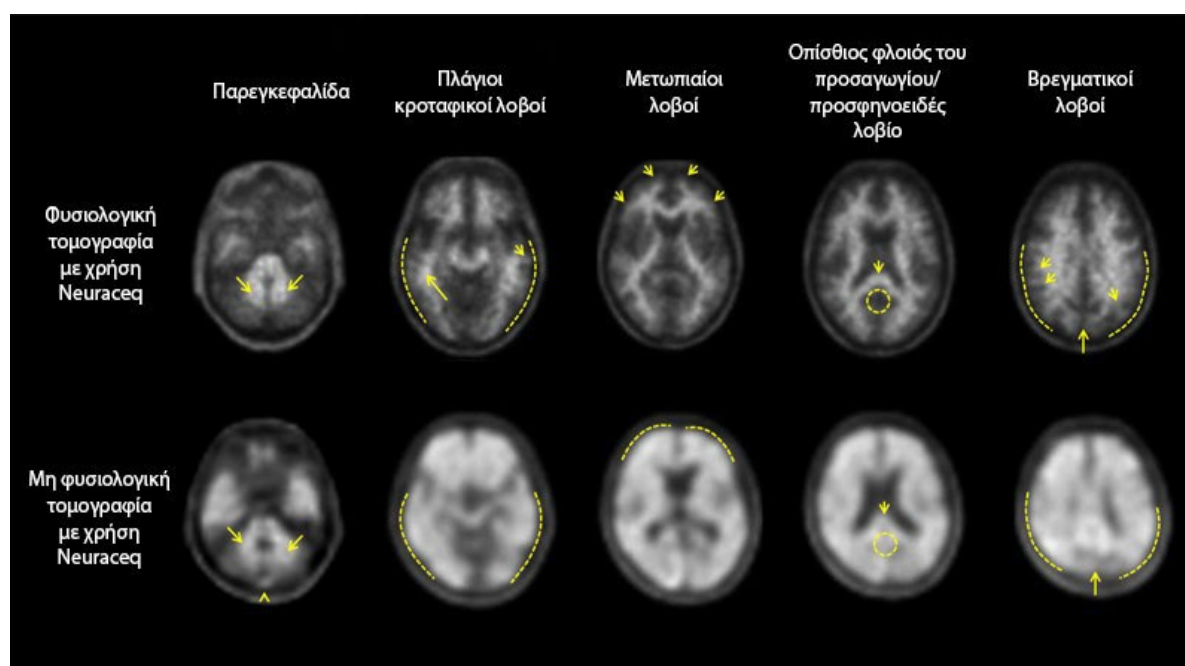 Παρεγκεφαλίδα
Πλάγιοι
κροταφικοί λοβοί
Μετωπιαίοι
λοβοί
Οπίσθιος φλοιός του
προσαγωγίου/
προσφηνοειδές
λοβίο
Βρεγματικοί
λοβοί
Φυσιολογική
τομογραφία
με χρήση
Neuraceq
Μη φυσιολογική
τομογραφία
με χρήση
Neuraceq